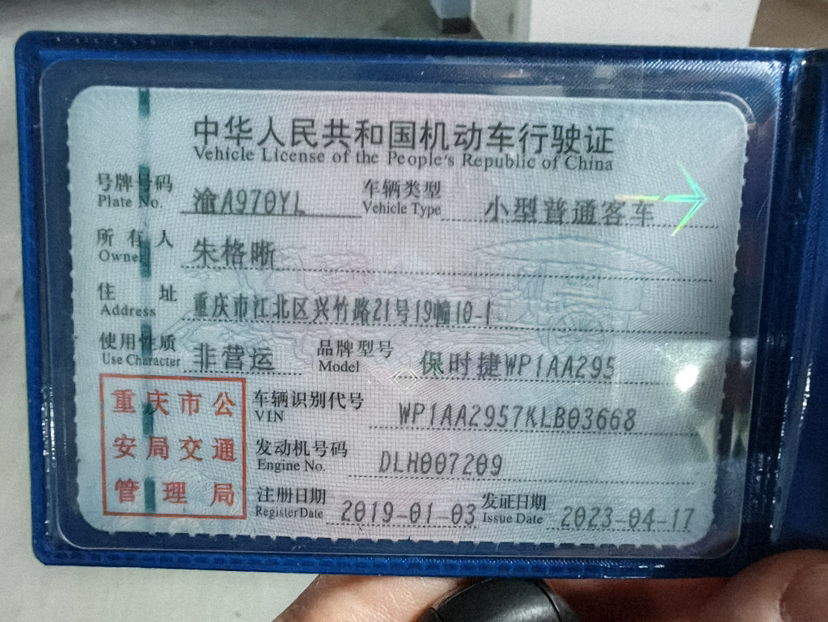 中华人民共和国机动车行驶证
Vehicle License of the People's Republic of China
号牌号码 渝A970YL 车辆类型 小型普通客车
Plate No. Vehicle Type
所有人 朱格晰
Owner
住址 重庆市江北区兴竹路21号19幢10-1
Address
使用性质 非营运 品牌型号 保时捷WP1AA295
Use Character Model
重庆市公
安局交通
管理局
车辆识别代号 WP1AA2957KLB03668
VIN
发动机号码 DLH007209
Engine No.
注册日期 2019-01-03 发证日期 2023-04-17
Register Date Issue Date